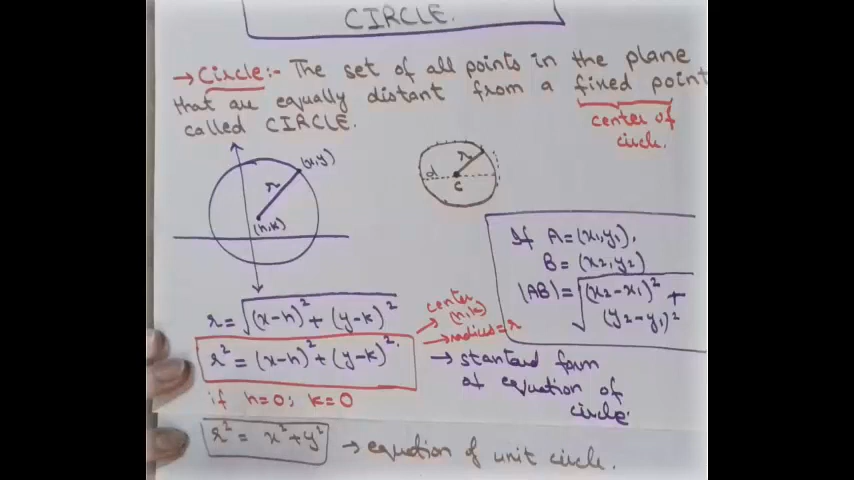 CIRCLE.
→ Circle:- The set of all points in the plane
that are equally distant from a fixed point
called CIRCLE.
center of
circle.
(x,y)
r
(h,k)
r
d
C
If A=(x₁,y₁),
B=(x₂,y₂)
|AB|=√(x₂-x₁)²+
(y₂-y₁)²
r=√(x-h)²+(y-k)²
center
(h,k)
→radius=r
r²=(x-h)²+(y-k)².
→ standard form
of equation of
circle.
if h=0; k=0
r²= x²+y²
→ equation of unit circle.